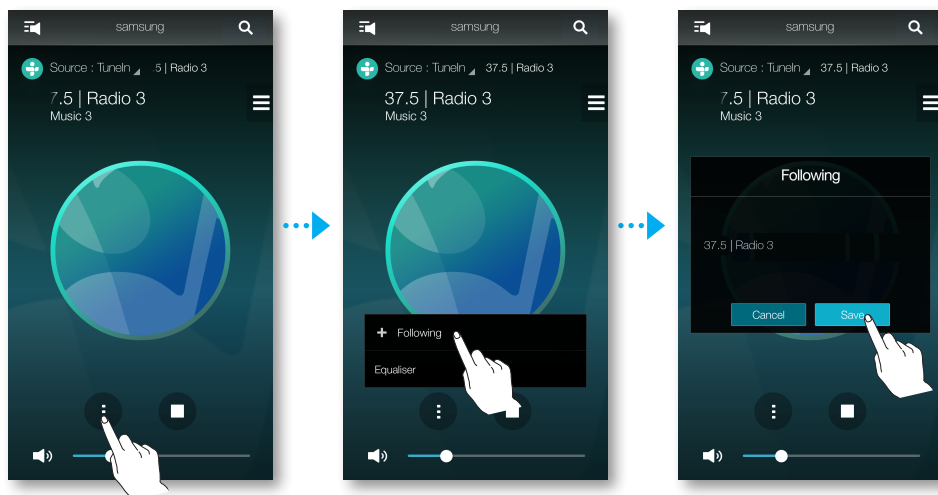 samsung
Source : TuneIn .5 | Radio 3
7.5 | Radio 3
Music 3
samsung
Source : TuneIn 37.5 | Radio 3
37.5 | Radio 3
Music 3
+ Following
Equaliser
samsung
Source : TuneIn 37.5 | Radio 3
7.5 | Radio 3
Music 3
Following
37.5 | Radio 3
Cancel Save